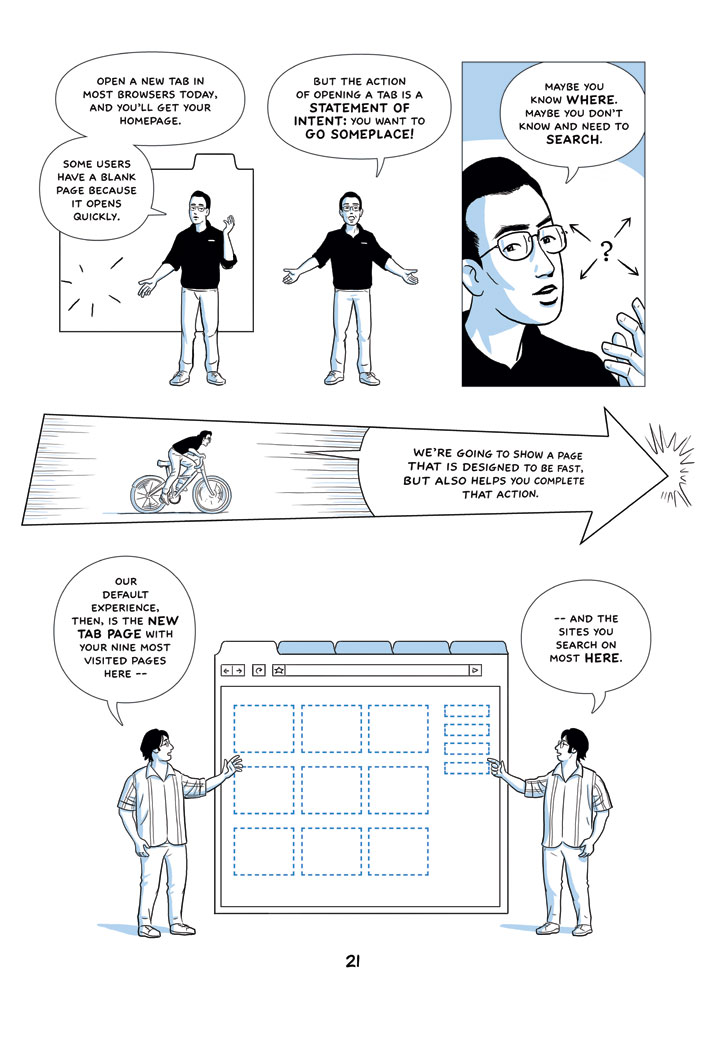 OPEN A NEW TAB IN
MOST BROWSERS TODAY,
AND YOU'LL GET YOUR
HOMEPAGE.
SOME USERS
HAVE A BLANK
PAGE BECAUSE
IT OPENS
QUICKLY.
BUT THE ACTION
OF OPENING A TAB IS A
STATEMENT OF
INTENT: YOU WANT TO
GO SOMEPLACE!
MAYBE YOU
KNOW WHERE.
MAYBE YOU DON'T
KNOW AND NEED TO
SEARCH.
?
WE'RE GOING TO SHOW A PAGE
THAT IS DESIGNED TO BE FAST,
BUT ALSO HELPS YOU COMPLETE
THAT ACTION.
OUR
DEFAULT
EXPERIENCE,
THEN, IS THE NEW
TAB PAGE WITH
YOUR NINE MOST
VISITED PAGES
HERE --
-- AND THE
SITES YOU
SEARCH ON
MOST HERE.
21